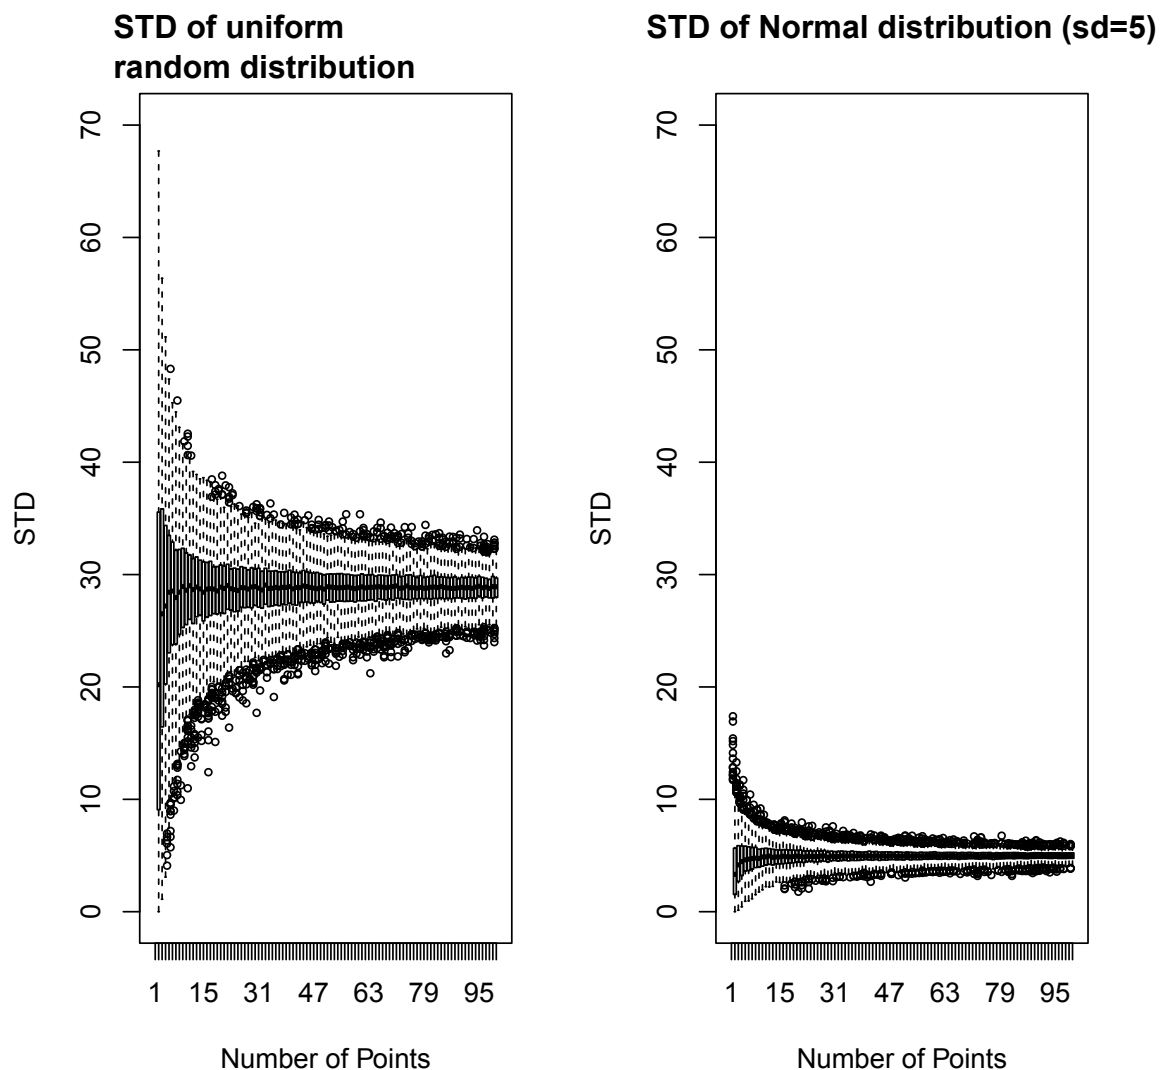 STD of uniform
random distribution
STD
70
60
50
40
30
20
10
0
1 15 31 47 63 79 95
Number of Points
STD of Normal distribution (sd=5)
STD
70
60
50
40
30
20
10
0
1 15 31 47 63 79 95
Number of Points